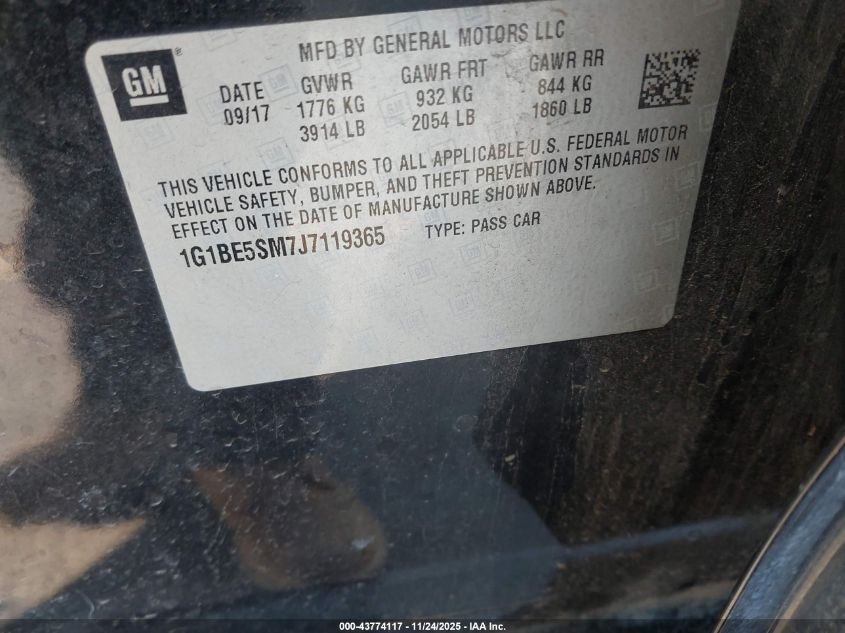 GM®
MFD BY GENERAL MOTORS LLC
DATE GVWR GAWR FRT GAWR RR
09/17 1776 KG 932 KG 844 KG
3914 LB 2054 LB 1860 LB
THIS VEHICLE CONFORMS TO ALL APPLICABLE U.S. FEDERAL MOTOR
VEHICLE SAFETY, BUMPER, AND THEFT PREVENTION STANDARDS IN
EFFECT ON THE DATE OF MANUFACTURE SHOWN ABOVE.
1G1BE5SM7J7119365 TYPE: PASS CAR
000-43774117 - 11/24/2025 - IAA Inc.